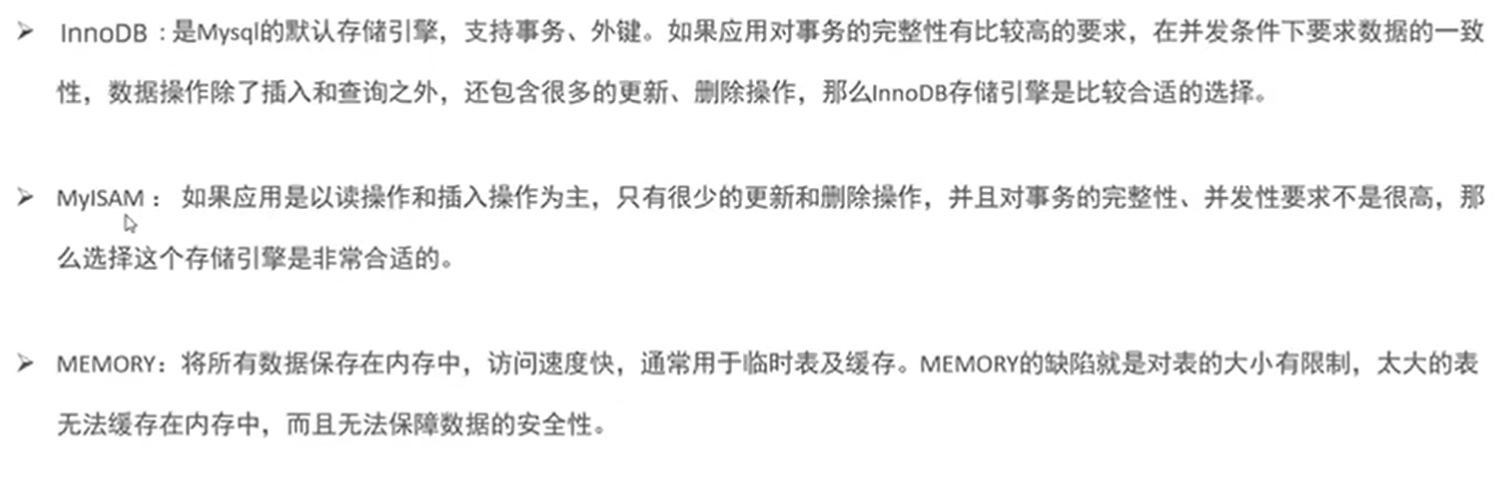 ➢ InnoDB : 是Mysql的默认存储引擎，支持事务、外键。如果应用对事务的完整性有比较高的要求，在并发条件下要求数据的一致
性，数据操作除了插入和查询之外，还包含很多的更新、删除操作，那么InnoDB存储引擎是比较合适的选择。
➢ MyISAM ： 如果应用是以读操作和插入操作为主，只有很少的更新和删除操作，并且对事务的完整性、并发性要求不是很高，那
么选择这个存储引擎是非常合适的。
➢ MEMORY：将所有数据保存在内存中，访问速度快，通常用于临时表及缓存。MEMORY的缺陷就是对表的大小有限制，太大的表
无法缓存在内存中，而且无法保障数据的安全性。